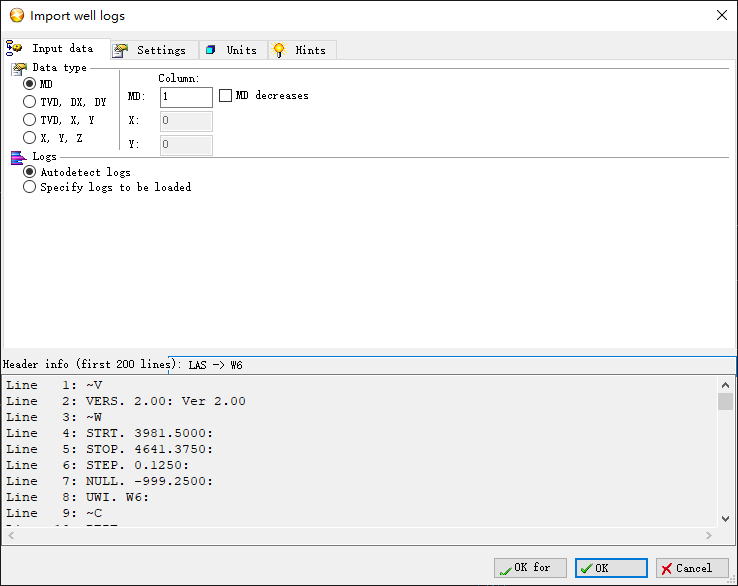 Import well logs
Input data Settings Units Hints
Data type
MD
TVD, DX, DY
TVD, X, Y
X, Y, Z
Column:
MD: 1 MD decreases
X: 0
Y: 0
Logs
Autodetect logs
Specify logs to be loaded
Header info (first 200 lines): LAS -> W6
Line 1: ~V
Line 2: VERS. 2.00: Ver 2.00
Line 3: ~W
Line 4: STRT. 3981.5000:
Line 5: STOP. 4641.3750:
Line 6: STEP. 0.1250:
Line 7: NULL. -999.2500:
Line 8: UWI. W6:
Line 9: ~C
OK for OK Cancel